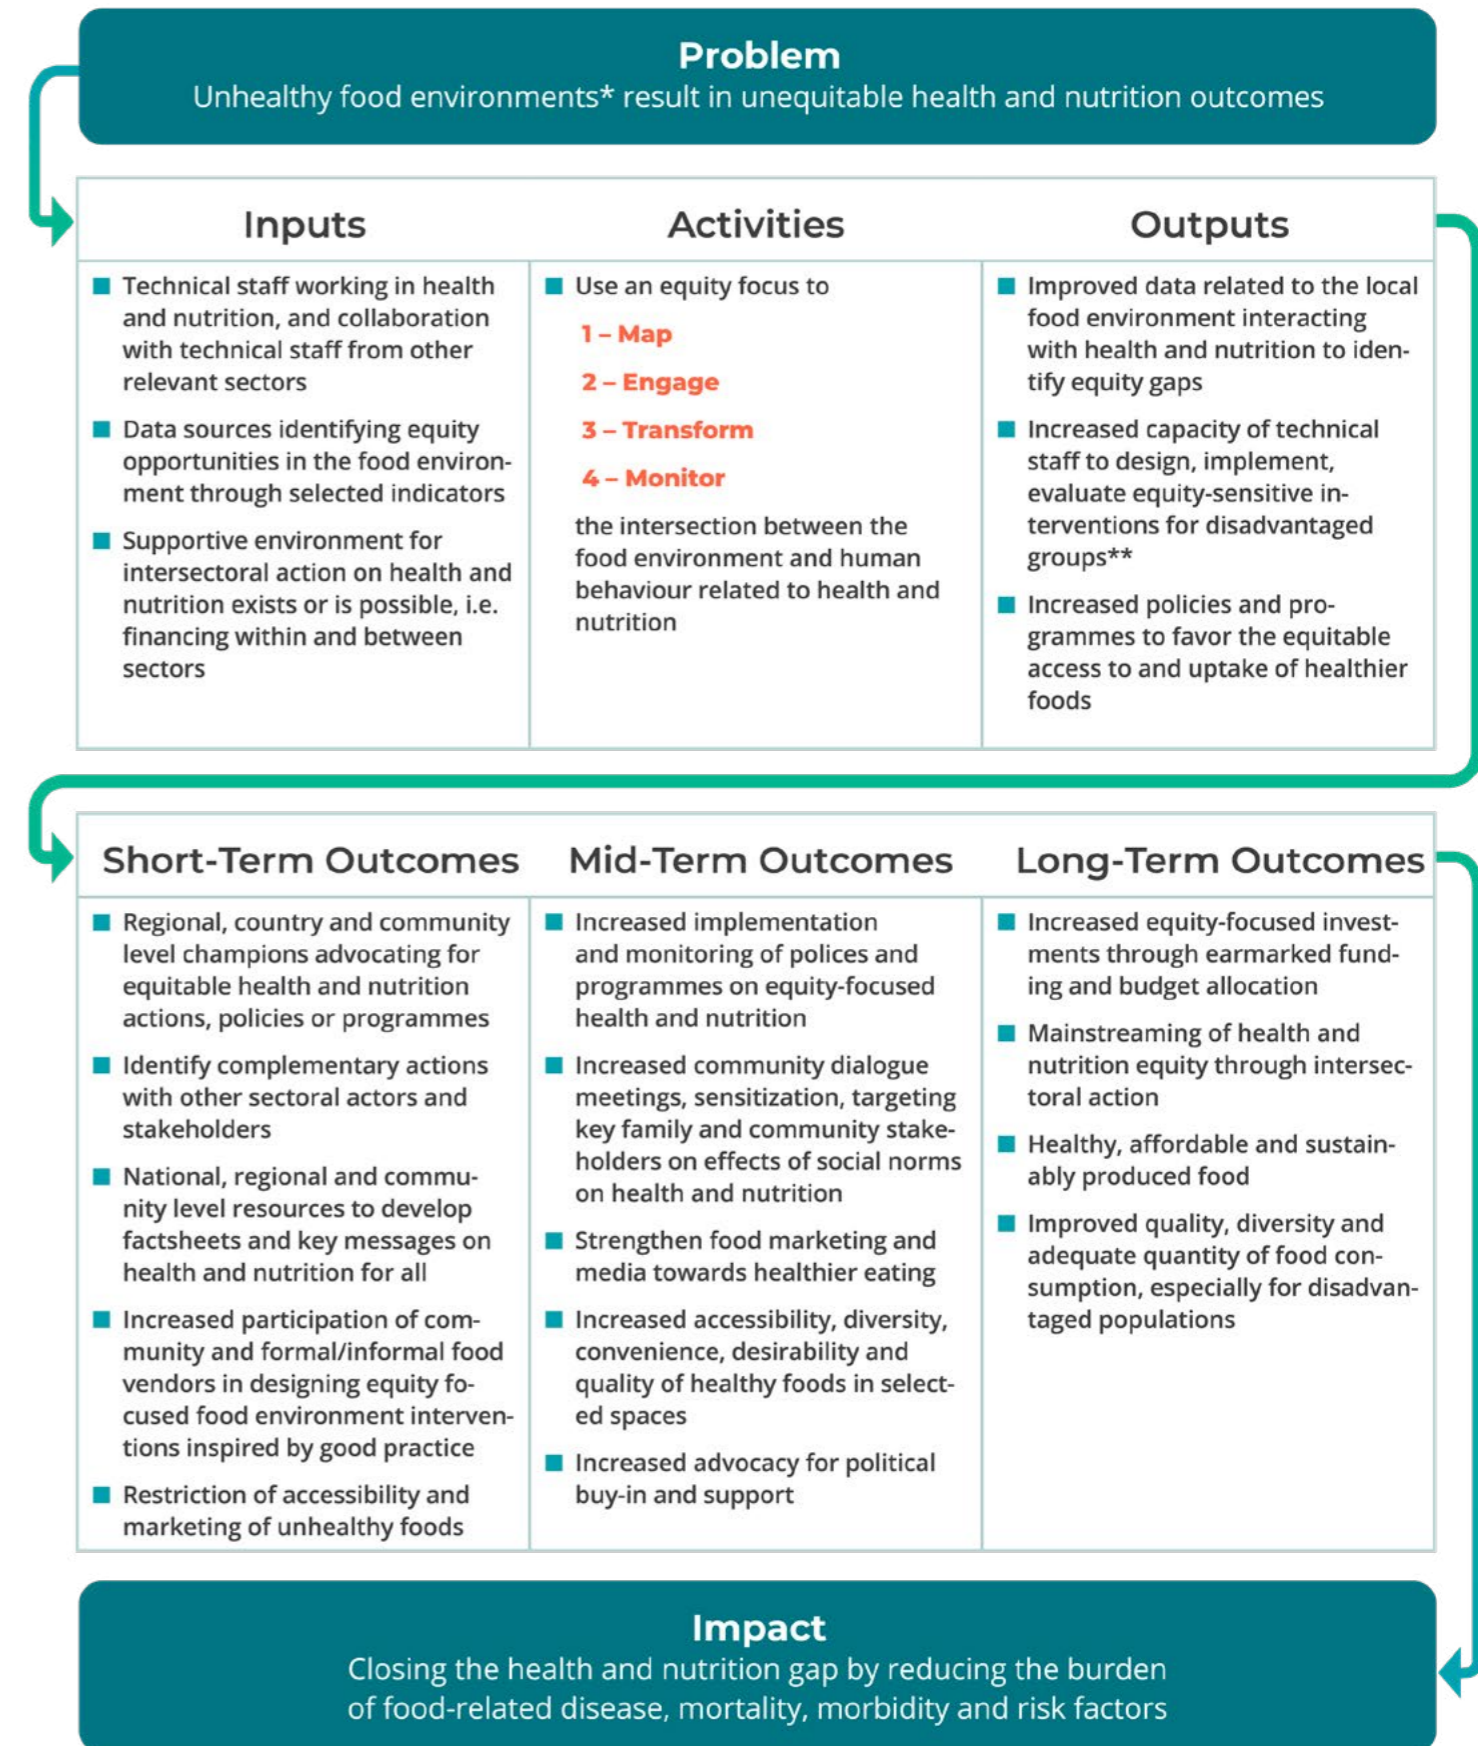 Problem
Unhealthy food environments* result in unequitable health and nutrition outcomes
Inputs
Technical staff working in health
and nutrition, and collaboration
with technical staff from other
relevant sectors
Data sources identifying equity
opportunities in the food environ-
ment through selected indicators
Supportive environment for
intersectoral action on health and
nutrition exists or is possible, i.e.
financing within and between
sectors
Activities
Use an equity focus to
1 – Map
2 – Engage
3 – Transform
4 – Monitor
the intersection between the
food environment and human
behaviour related to health and
nutrition
Outputs
Improved data related to the local
food environment interacting
with health and nutrition to iden-
tify equity gaps
Increased capacity of technical
staff to design, implement,
evaluate equity-sensitive in-
terventions for disadvantaged
groups**
Increased policies and pro-
grammes to favor the equitable
access to and uptake of healthier
foods
Short-Term Outcomes
Regional, country and community
level champions advocating for
equitable health and nutrition
actions, policies or programmes
Identify complementary actions
with other sectoral actors and
stakeholders
National, regional and commu-
nity level resources to develop
factsheets and key messages on
health and nutrition for all
Increased participation of com-
munity and formal/informal food
vendors in designing equity fo-
cused food environment interven-
tions inspired by good practice
Restriction of accessibility and
marketing of unhealthy foods
Mid-Term Outcomes
Increased implementation
and monitoring of polices and
programmes on equity-focused
health and nutrition
Increased community dialogue
meetings, sensitization, targeting
key family and community stake-
holders on effects of social norms
on health and nutrition
Strengthen food marketing and
media towards healthier eating
Increased accessibility, diversity,
convenience, desirability and
quality of healthy foods in select-
ed spaces
Increased advocacy for political
buy-in and support
Long-Term Outcomes
Increased equity-focused invest-
ments through earmarked fund-
ing and budget allocation
Mainstreaming of health and
nutrition equity through intersec-
toral action
Healthy, affordable and sustain-
ably produced food
Improved quality, diversity and
adequate quantity of food con-
sumption, especially for disadvan-
taged populations
Impact
Closing the health and nutrition gap by reducing the burden
of food-related disease, mortality, morbidity and risk factors